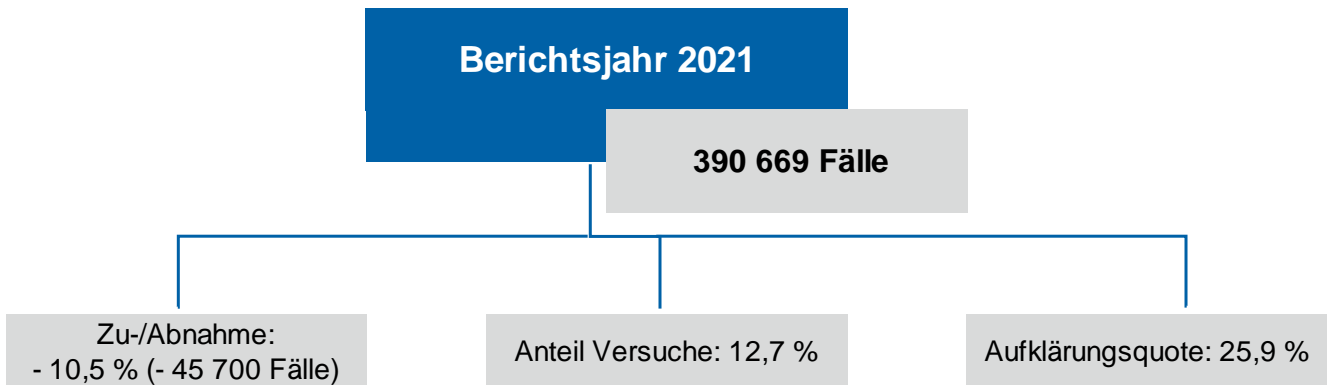 Berichtsjahr 2021
390 669 Fälle
Zu-/Abnahme:
- 10,5 % (- 45 700 Fälle)
Anteil Versuche: 12,7 %
Aufklärungsquote: 25,9 %